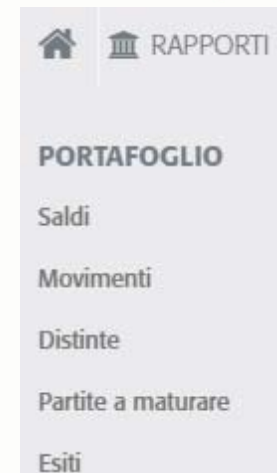 RAPPORTI
PORTAFOGLIO
Saldi
Movimenti
Distinte
Partite a maturare
Esiti